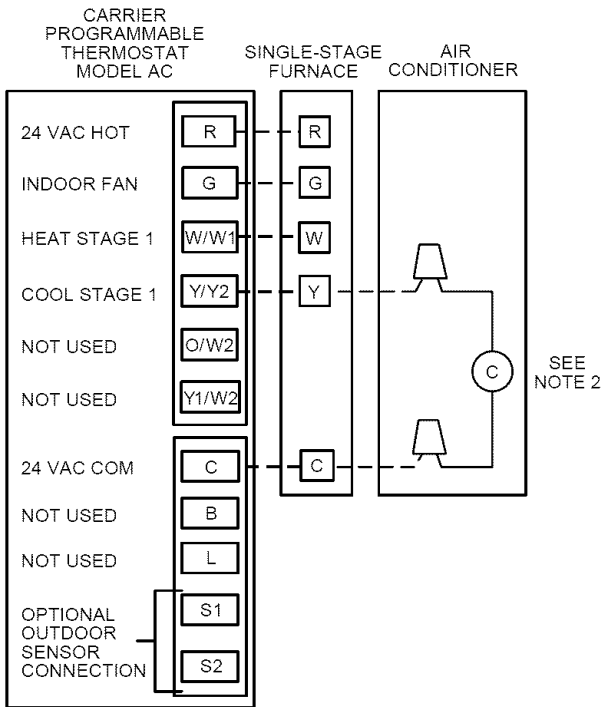 CARRIER
PROGRAMMABLE
THERMOSTAT
MODEL AC
SINGLE-STAGE
FURNACE
AIR
CONDITIONER
24 VAC HOT R R
INDOOR FAN G G
HEAT STAGE 1 W/W1 W
COOL STAGE 1 Y/Y2 Y
NOT USED O/W2
NOT USED Y1/W2
C
SEE
NOTE 2
24 VAC COM C C
NOT USED B
NOT USED L
OPTIONAL
OUTDOOR
SENSOR
CONNECTION
S1
S2